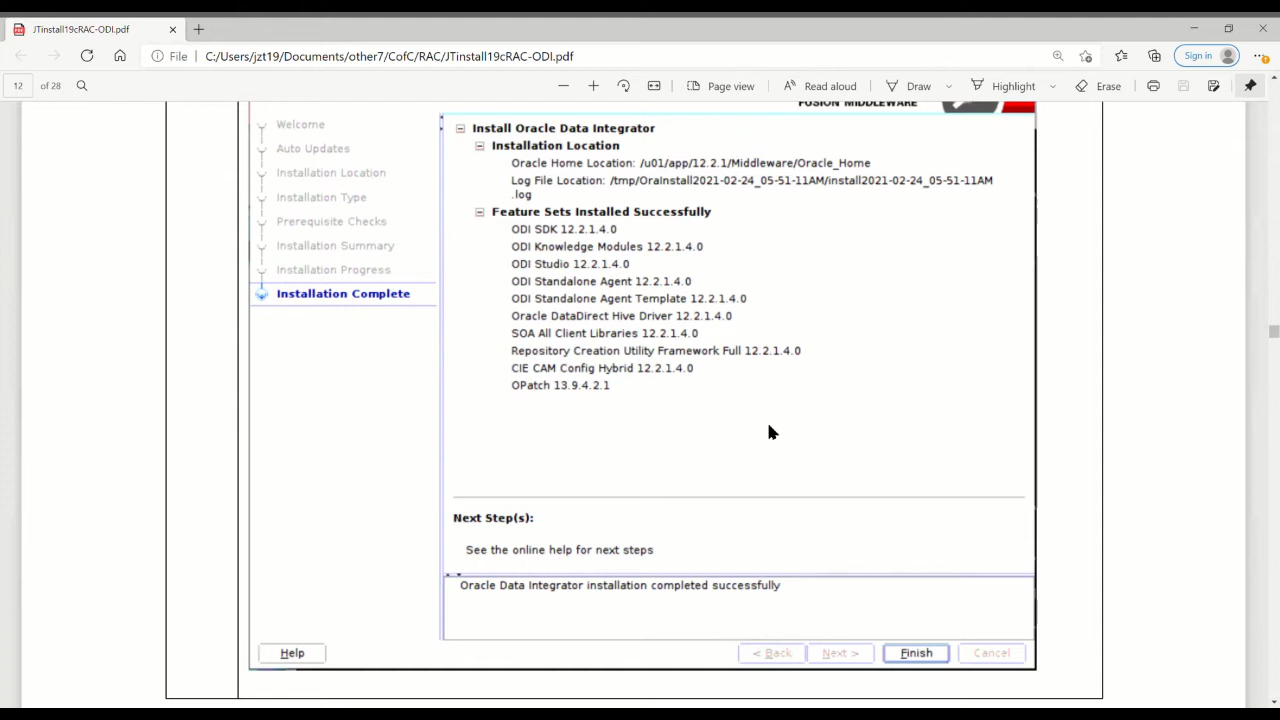 JTinstall19cRAC-ODI.pdf
File C:/Users/jzt19/Documents/other7/CofC/RAC/JTinstall19cRAC-ODI.pdf
Sign in
12 of 28
Page view
Read aloud
Draw
Highlight
Erase
FUSION MIDDLEWARE
Welcome
Auto Updates
Installation Location
Installation Type
Prerequisite Checks
Installation Summary
Installation Progress
Installation Complete
Install Oracle Data Integrator
Installation Location
Oracle Home Location: /u01/app/12.2.1/Middleware/Oracle_Home
Log File Location: /tmp/OraInstall2021-02-24_05-51-11AM/install2021-02-24_05-51-11AM
.log
Feature Sets Installed Successfully
ODI SDK 12.2.1.4.0
ODI Knowledge Modules 12.2.1.4.0
ODI Studio 12.2.1.4.0
ODI Standalone Agent 12.2.1.4.0
ODI Standalone Agent Template 12.2.1.4.0
Oracle DataDirect Hive Driver 12.2.1.4.0
SOA All Client Libraries 12.2.1.4.0
Repository Creation Utility Framework Full 12.2.1.4.0
CIE CAM Config Hybrid 12.2.1.4.0
OPatch 13.9.4.2.1
Next Step(s):
See the online help for next steps
Oracle Data Integrator installation completed successfully
Help
< Back
Next >
Finish
Cancel